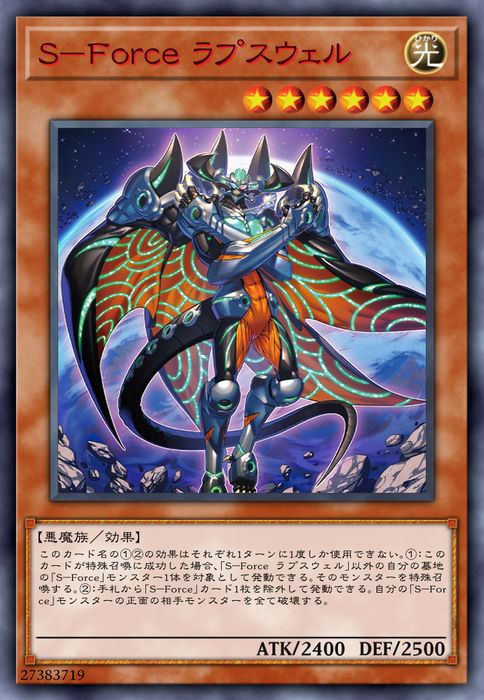 S－Force ラプスウェル
ひかり
光
【悪魔族／効果】
このカード名の①②の効果はそれぞれ1ターンに1度しか使用できない。①：この
カードが特殊召喚に成功した場合、「S－Force ラプスウェル」以外の自分の墓地
の「S－Force」モンスター1体を対象として発動できる。そのモンスターを特殊召
喚する。②：手札から「S－Force」カード1枚を除外して発動できる。自分の「S－For
ce」モンスターの正面の相手モンスターを全て破壊する。
ATK/2400 DEF/2500
27383719